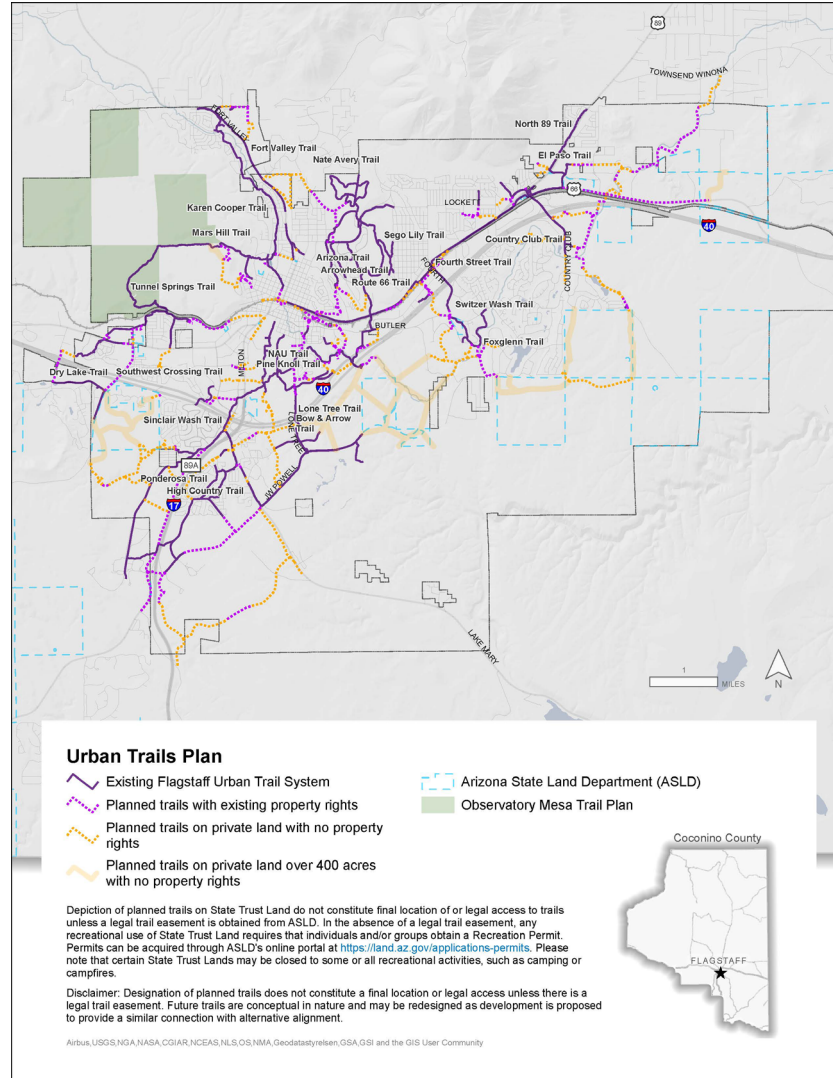 89
TOWNSEND WINONA
North 89 Trail
FORT VALLEY
Fort Valley Trail
El Paso Trail
Nate Avery Trail
66
LOCKETT
Karen Cooper Trail
40
Mars Hill Trail
Sego Lily Trail
Country Club Trail
COUNTRY CLUB
Arizona Trail
FOURTH
Fourth Street Trail
Arrowhead Trail
Route 66 Trail
Tunnel Springs Trail
Switzer Wash Trail
BUTLER
Foxglenn Trail
MILTON
NAU Trail
Pine Knoll Trail
Dry Lake Trail
Southwest Crossing Trail
40
Lone Tree Trail
Bow & Arrow
Trail
LONE TREE
Sinclair Wash Trail
89A
JW POWELL
Ponderosa Trail
High Country Trail
17
LAKE MARY
1
MILES
N
Urban Trails Plan
Existing Flagstaff Urban Trail System
Planned trails with existing property rights
Planned trails on private land with no property
rights
Planned trails on private land over 400 acres
with no property rights
Arizona State Land Department (ASLD)
Observatory Mesa Trail Plan
Coconino County
FLAGSTAFF
Depiction of planned trails on State Trust Land do not constitute final location of or legal access to trails
unless a legal trail easement is obtained from ASLD. In the absence of a legal trail easement, any
recreational use of State Trust Land requires that individuals and/or groups obtain a Recreation Permit.
Permits can be acquired through ASLD's online portal at https://land.az.gov/applications-permits. Please
note that certain State Trust Lands may be closed to some or all recreational activities, such as camping or
campfires.
Disclaimer: Designation of planned trails does not constitute a final location or legal access unless there is a
legal trail easement. Future trails are conceptual in nature and may be redesigned as development is proposed
to provide a similar connection with alternative alignment.
Airbus,USGS,NGA,NASA,CGIAR,NCEAS,NLS,OS,NMA,Geodatastyrelsen,GSA,GSI and the GIS User Community